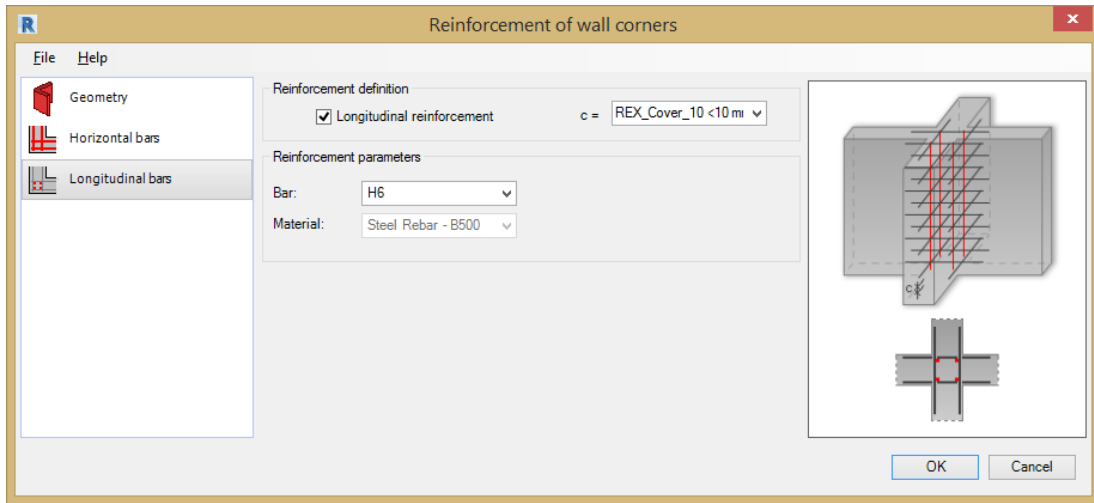 R
Reinforcement of wall corners
x
File Help
Geometry
Horizontal bars
Longitudinal bars
Reinforcement definition
Longitudinal reinforcement
c = REX_Cover_10 <10 m
Reinforcement parameters
Bar: H6
Material: Steel Rebar - B500
c
OK Cancel